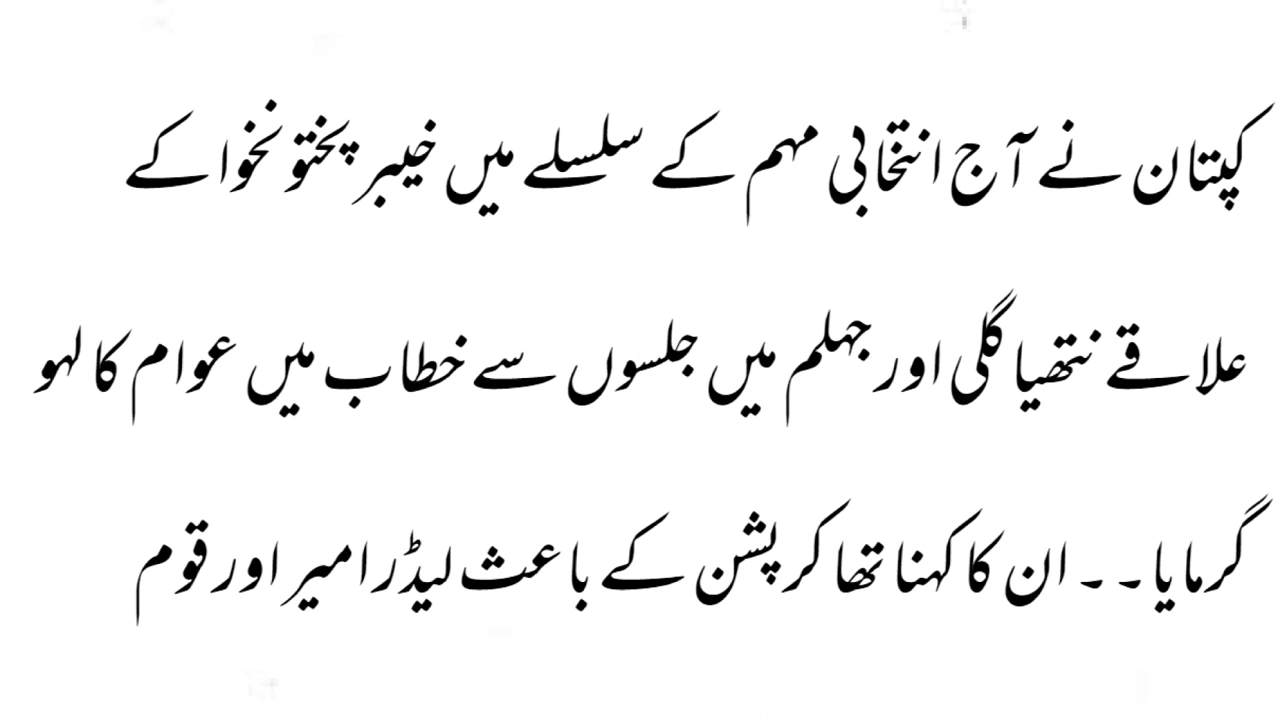 کپتان نے آج انتخابی مہم کے سلسلے میں خیبر پختونخوا کے
علاقے نتھیا گلی اور جہلم میں جلسوں سے خطاب میں عوام کا لہو
گرمایا۔۔ ان کا کہنا تھا کرپشن کے باعث لیڈر امیر اور قوم